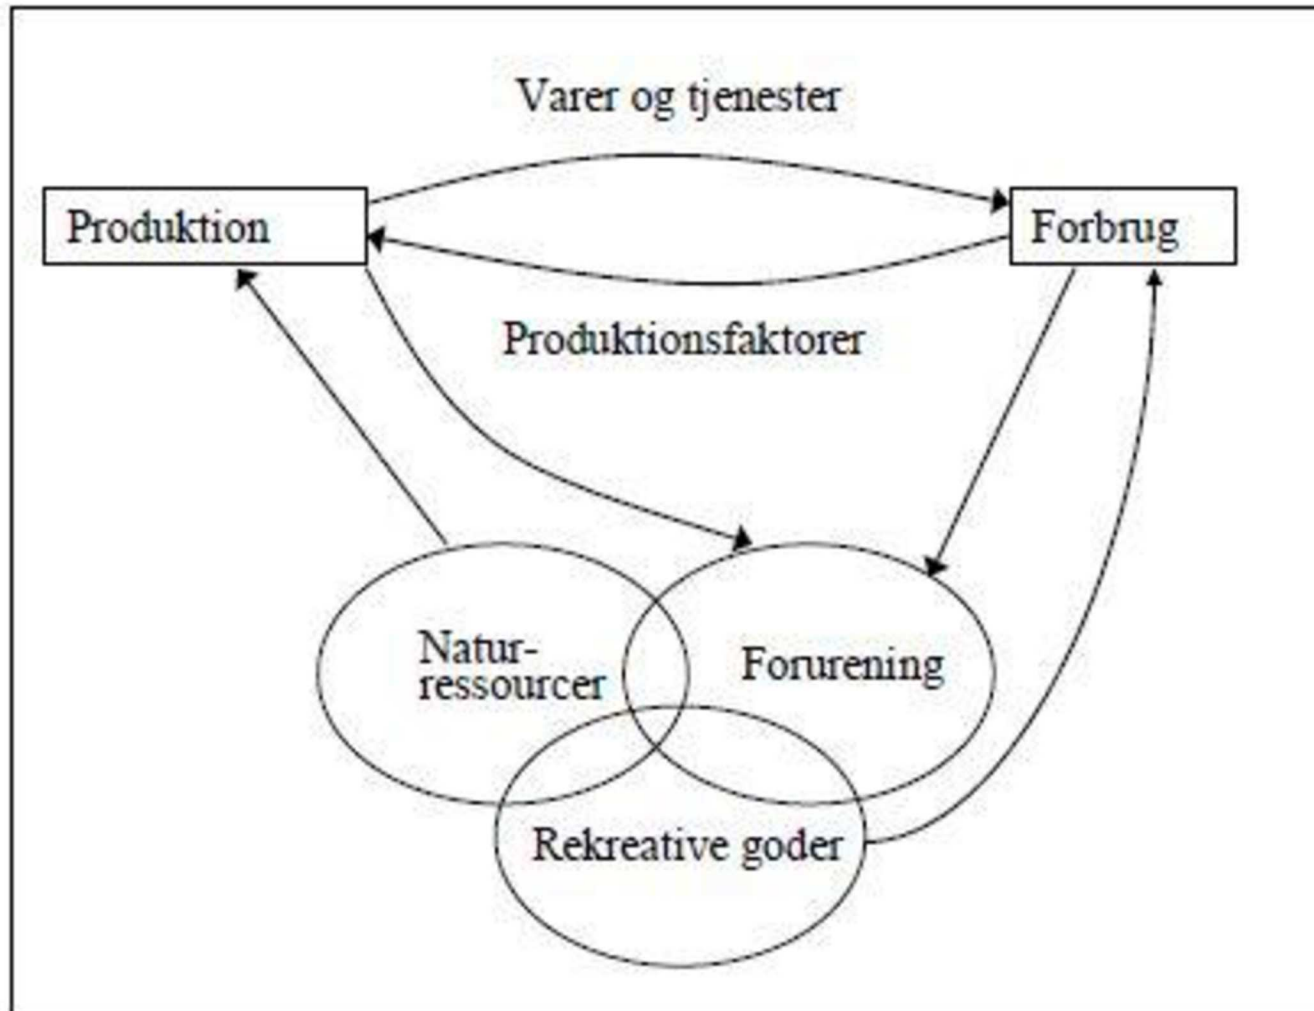 Varer og tjenester
Produktion
Forbrug
Produktionsfaktorer
Natur-
ressourcer
Forurening
Rekreative goder